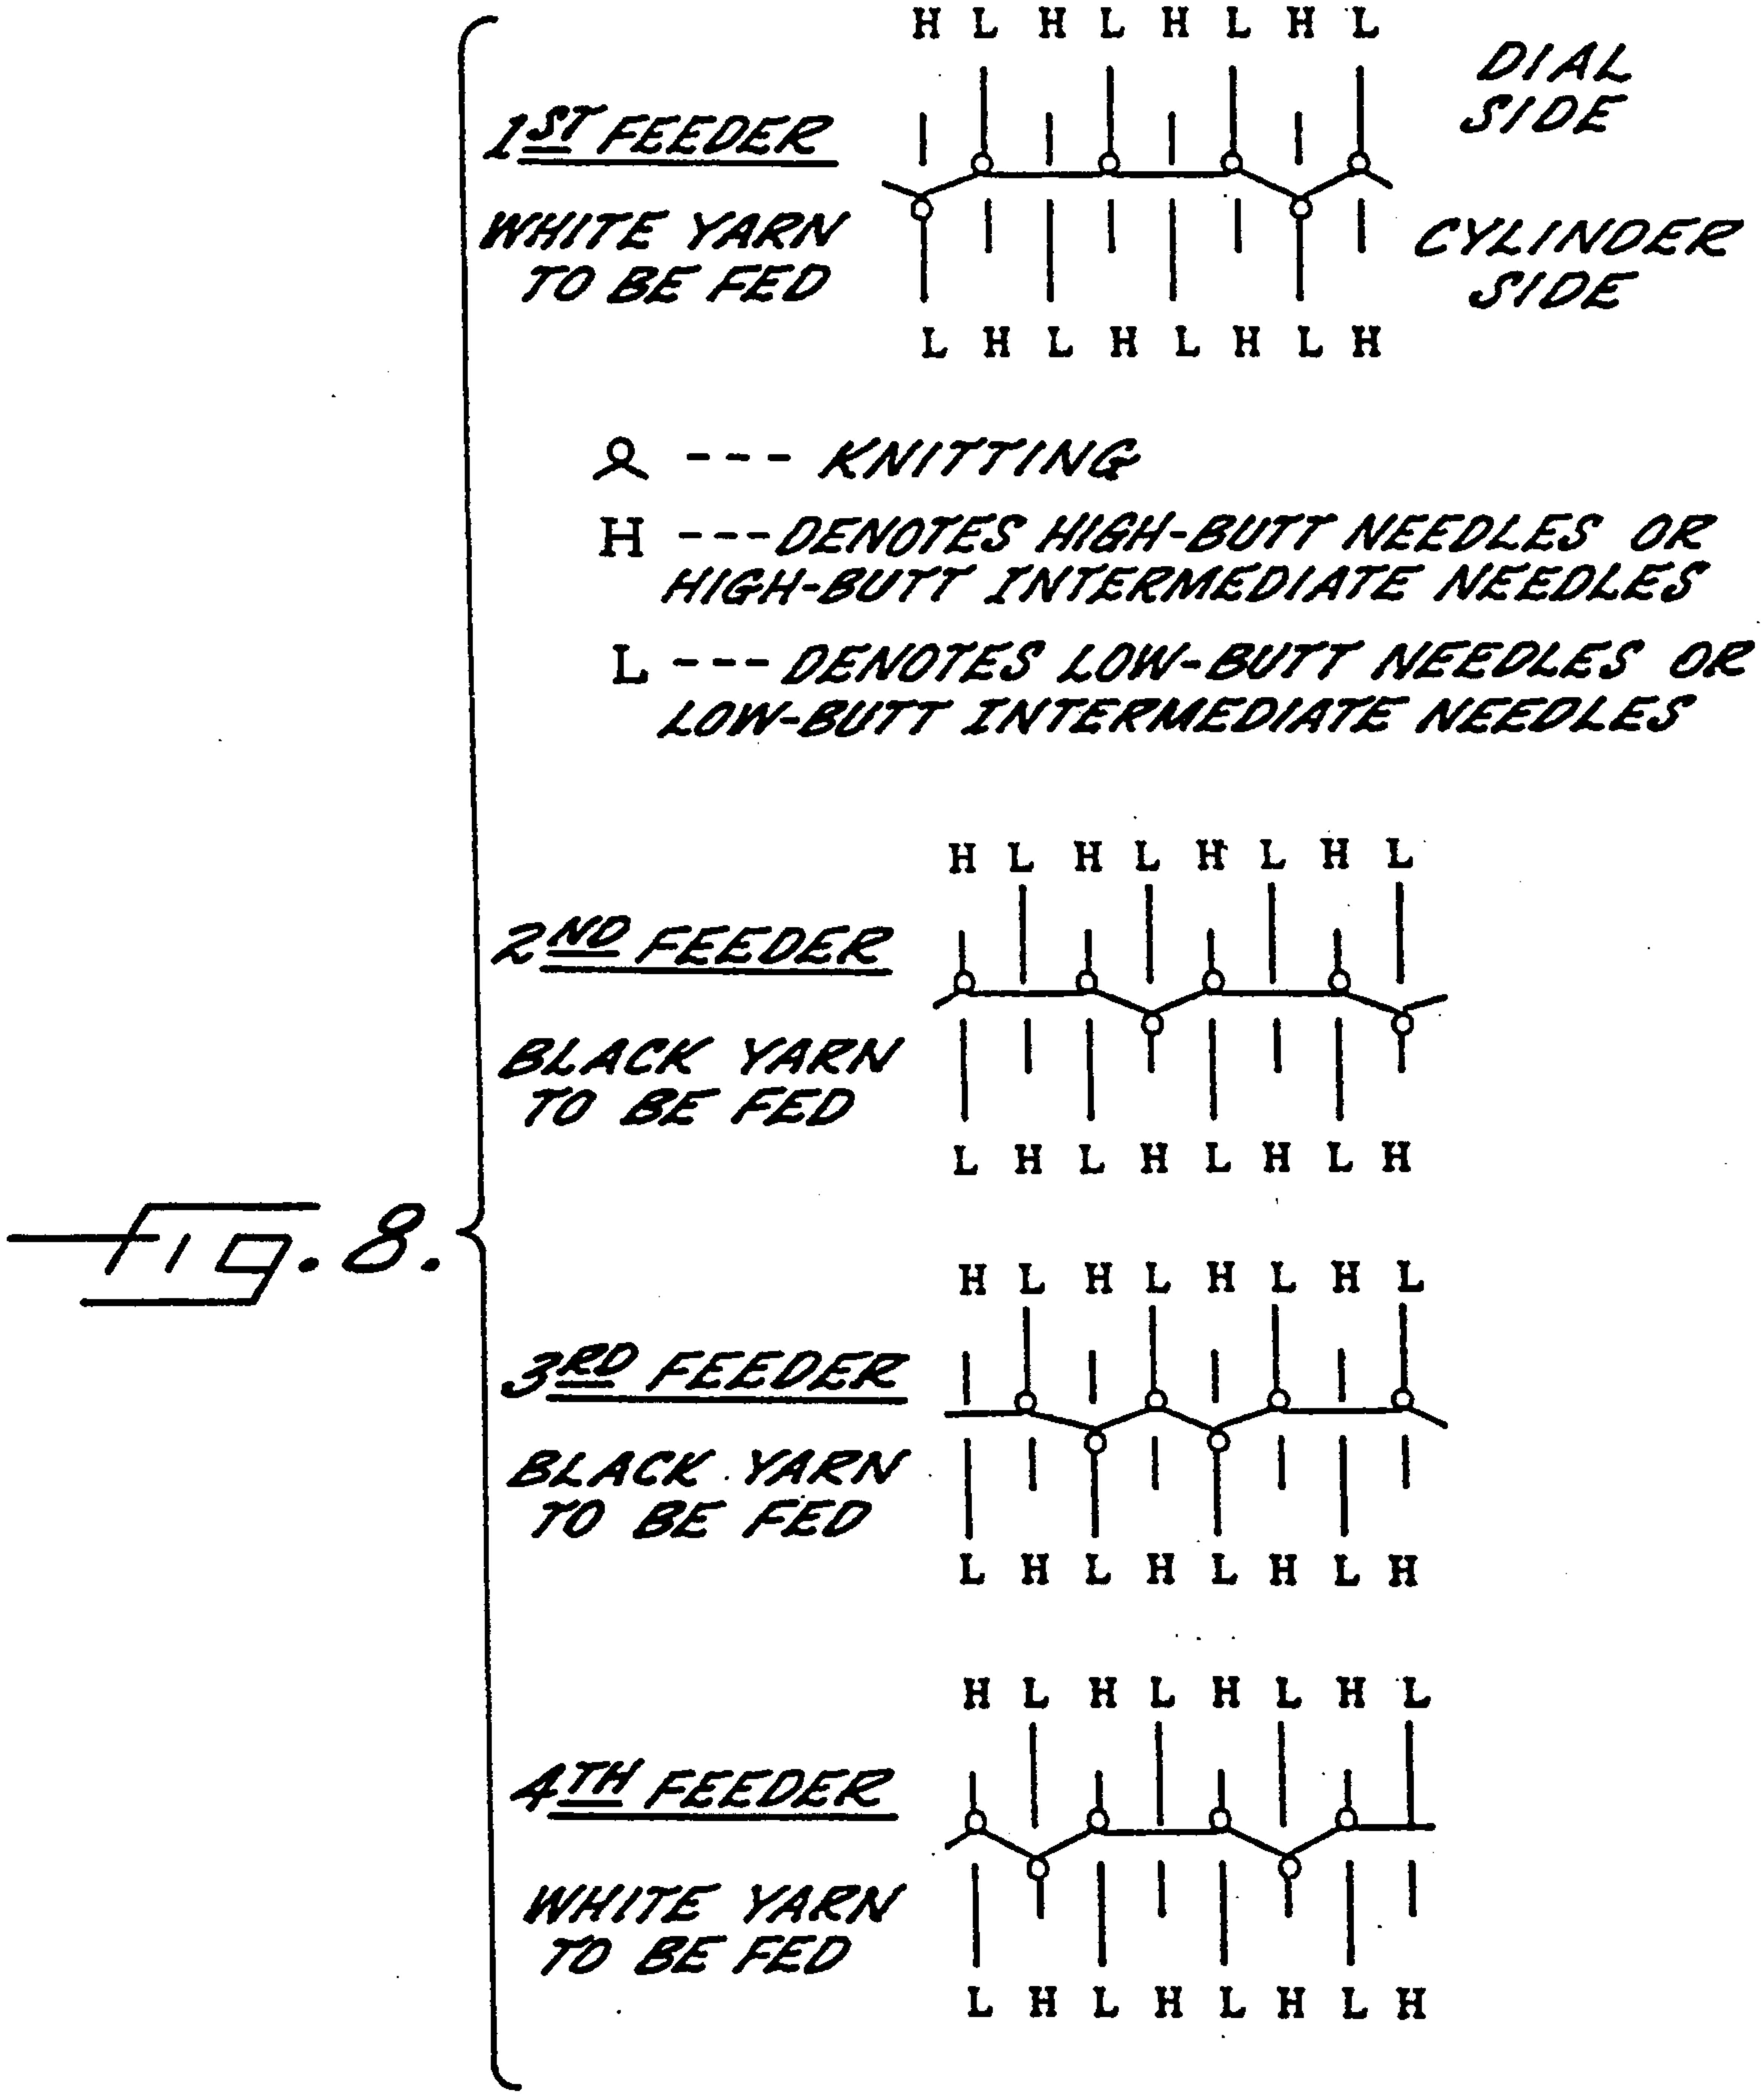 H L H L H L H L
DIAL
SIDE
1ST FEEDER
WHITE YARN
TO BE FED
CYLINDER
SIDE
L H L H L H L H
--- KNITTING
H --- DENOTES HIGH-BUTT NEEDLES OR
HIGH-BUTT INTERMEDIATE NEEDLES
L --- DENOTES LOW-BUTT NEEDLES OR
LOW-BUTT INTERMEDIATE NEEDLES
H L H L H L H L
2ND FEEDER
BLACK YARN
TO BE FED
L H L H L H L H
Fig. 8.
H L H L H L H L
3RD FEEDER
BLACK YARN
TO BE FED
L H L H L H L H
H L H L H L H L
4TH FEEDER
WHITE YARN
TO BE FED
L H L H L H L H